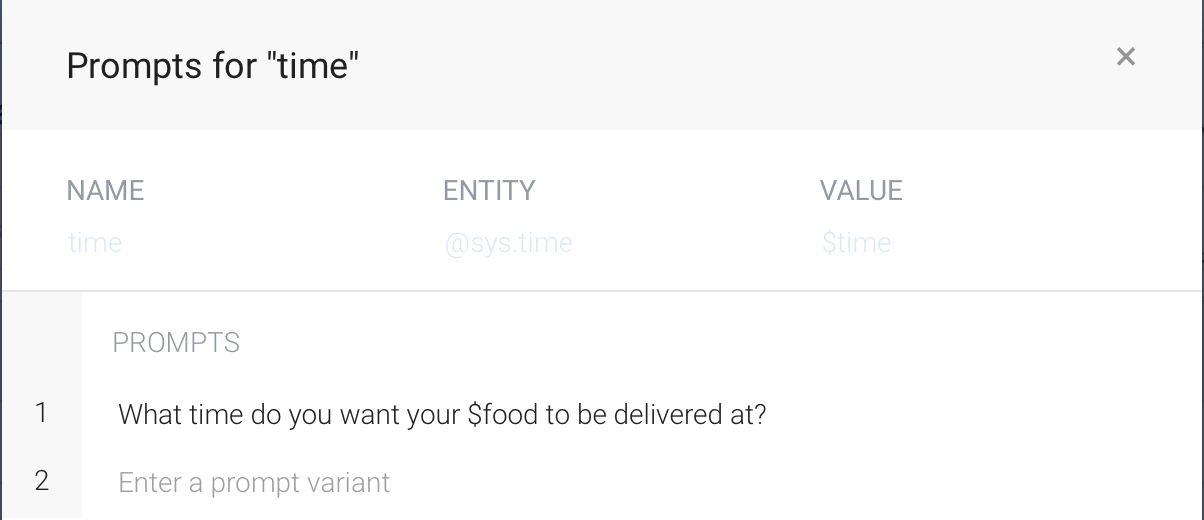 Prompts for "time"
×
NAME ENTITY VALUE
time @sys.time $time
PROMPTS
1 What time do you want your $food to be delivered at?
2 Enter a prompt variant